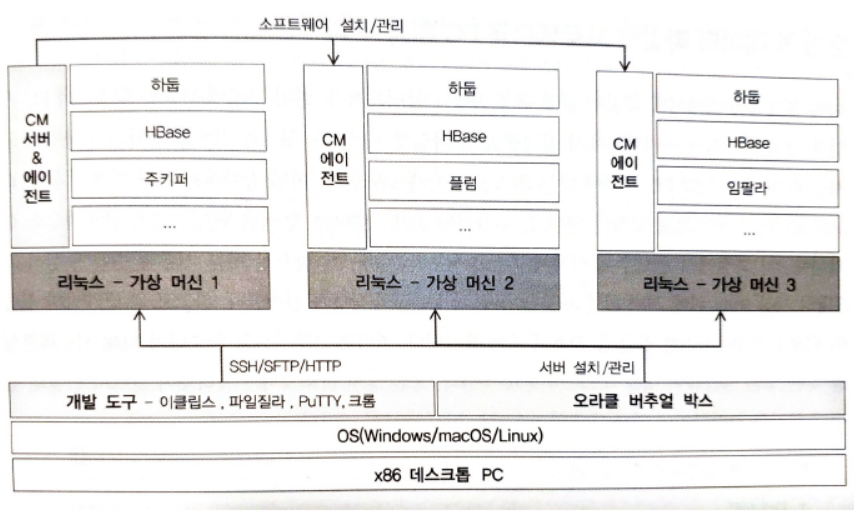 소프트웨어 설치/관리
CM
서버
&
에이
전트
하둡
HBase
주키퍼
...
리눅스 - 가상 머신 1
CM
에이
전트
하둡
HBase
플럼
...
리눅스 - 가상 머신 2
CM
에이
전트
하둡
HBase
임팔라
...
리눅스 - 가상 머신 3
SSH/SFTP/HTTP
서버 설치/관리
개발 도구 - 이클립스, 파일질라, PuTTY, 크롬
오라클 버추얼 박스
OS(Windows/macOS/Linux)
x86 데스크톱 PC